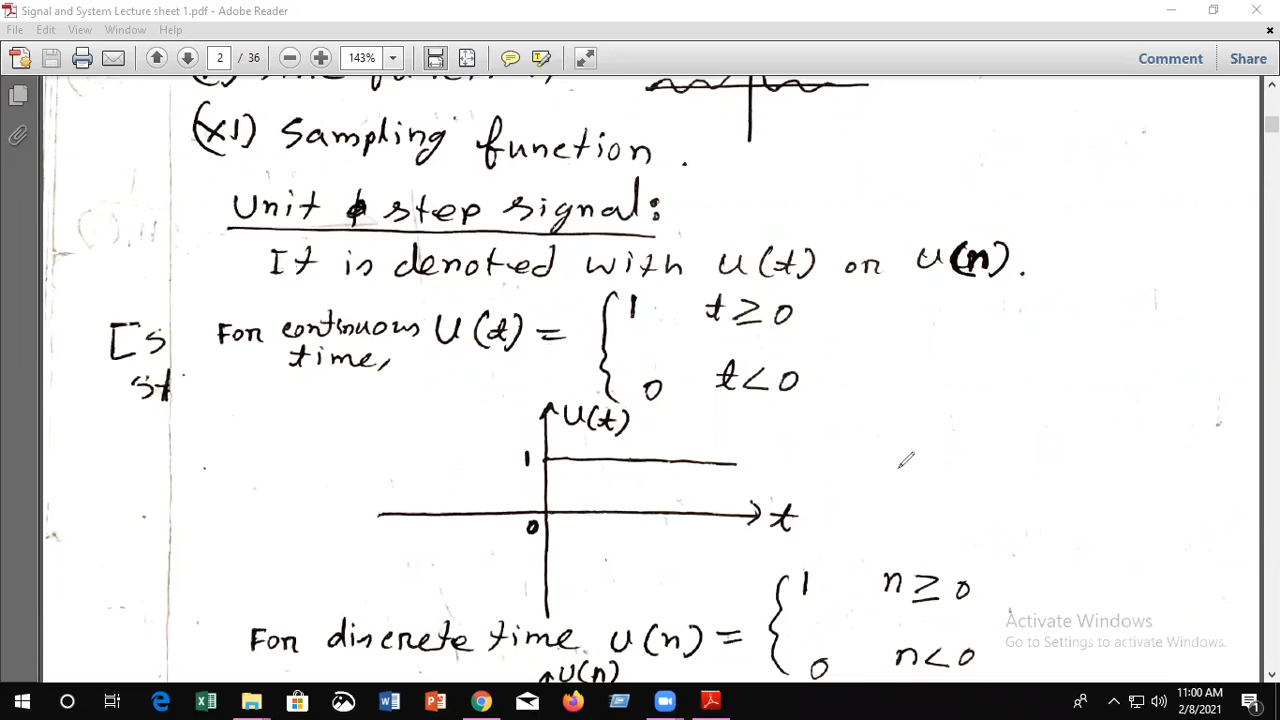 Signal and System Lecture sheet 1.pdf - Adobe Reader
File Edit View Window Help
2 / 36 143% Comment Share
(XI) Sampling function.
Unit step signal:
It is denoted with U(t) or U(n).
[s
st
For continuous time, U(t) = { 1 t ≥ 0
0 t < 0
U(t)
1
0 t
For discrete time U(n) = { 1 n ≥ 0
0 n < 0
U(n)
Activate Windows
Go to Settings to activate Windows.
11:00 AM
2/8/2021